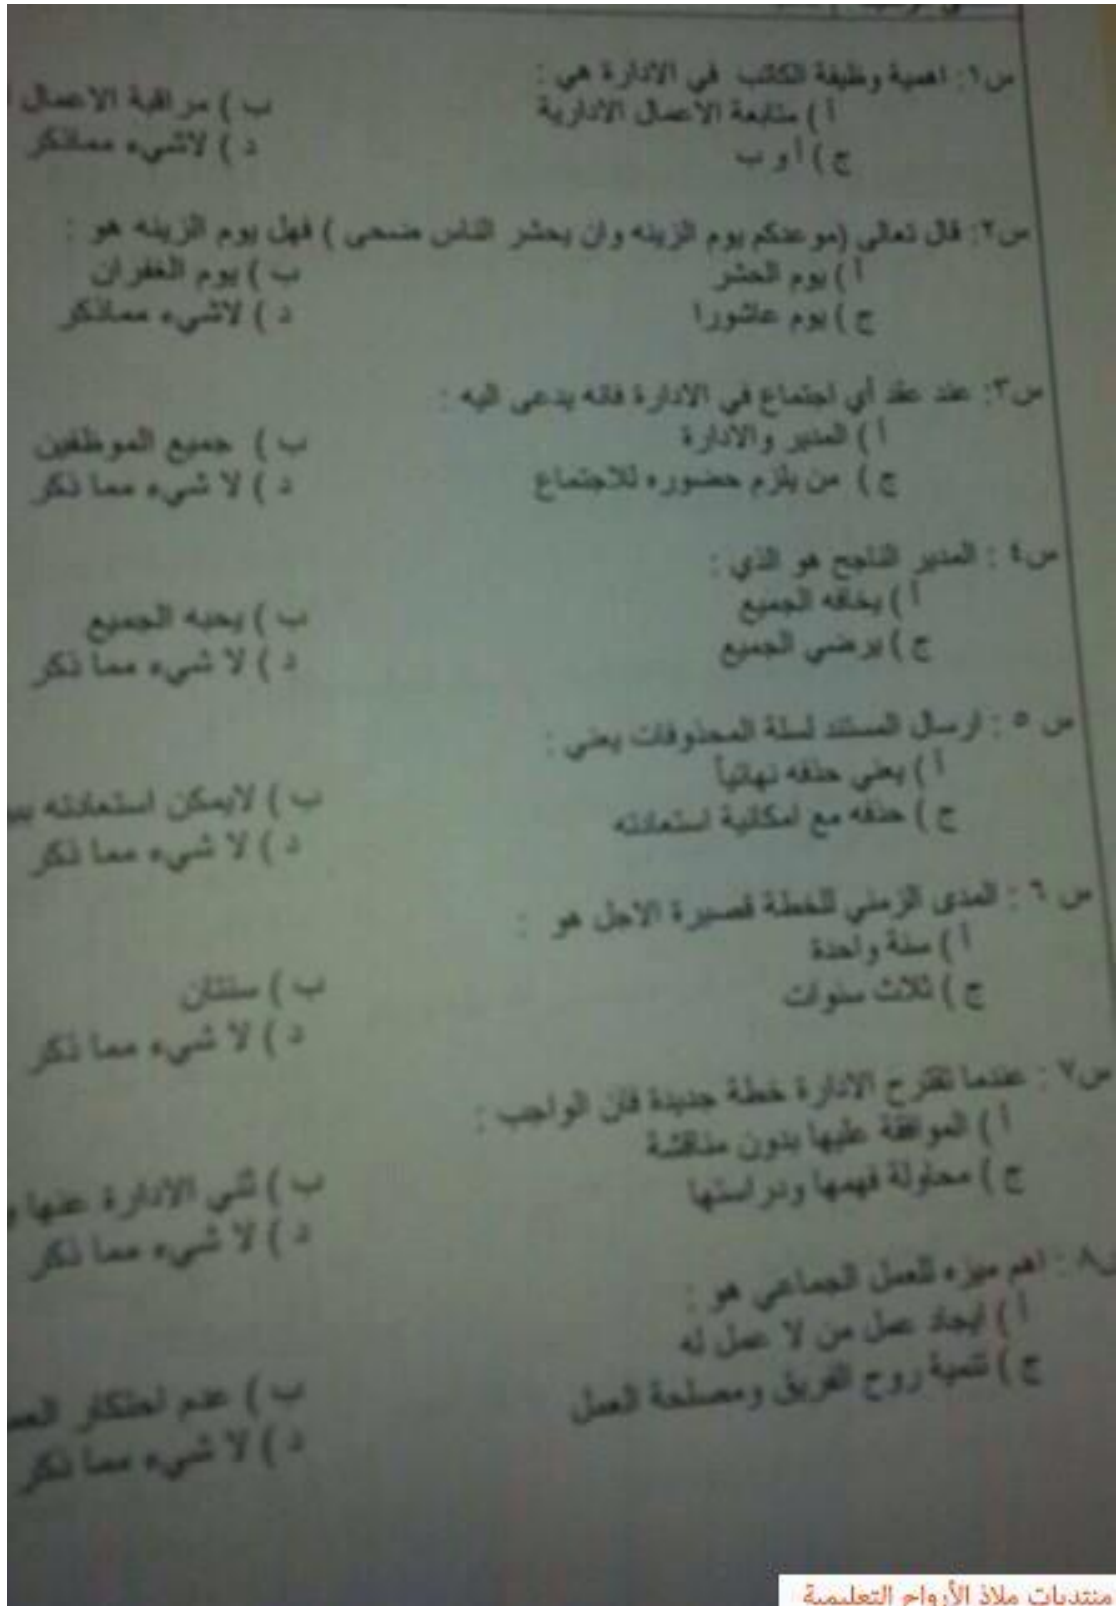 س١: اهمية وظيفة الكاتب في الادارة هي :
أ ) متابعة الاعمال الادارية ب ) مراقبة الاعمال
ج ) أ و ب د ) لاشيء مماذكر
س٢: قال تعالى (موعدكم يوم الزينه وان يحشر الناس ضحى ) فهل يوم الزينه هو :
أ ) يوم الحشر ب ) يوم الغفران
ج ) يوم عاشورا د ) لاشيء مماذكر
س٣: عند عقد أي اجتماع في الادارة فانه يدعى اليه :
أ ) المدير والادارة ب ) جميع الموظفين
ج ) من يلزم حضوره للاجتماع د ) لا شيء مما ذكر
س٤ : المدير الناجح هو الذي :
أ ) يخافه الجميع ب ) يحبه الجميع
ج ) يرضي الجميع د ) لا شيء مما ذكر
س ٥ : ارسال المستند لسلة المحذوفات يعني :
أ ) يعني حذفه نهائياً ب ) لايمكن استعادته
ج ) حذفه مع امكانية استعادته د ) لا شيء مما ذكر
س ٦ : المدى الزمني للخطة قصيرة الاجل هو :
أ ) سنة واحدة ب ) سنتان
ج ) ثلاث سنوات د ) لا شيء مما ذكر
س٧ : عندما تقترح الادارة خطة جديدة فان الواجب :
أ ) الموافقة عليها بدون مناقشة ب ) ثني الادارة عنها
ج ) محاولة فهمها ودراستها د ) لا شيء مما ذكر
س٨ : اهم ميزه للعمل الجماعي هو :
أ ) ايجاد عمل من لا عمل له ب ) عدم احتكار
ج ) تنمية روح الفريق ومصلحة العمل د ) لا شيء مما ذكر
منتديات ملاذ الأرواح التعليمية